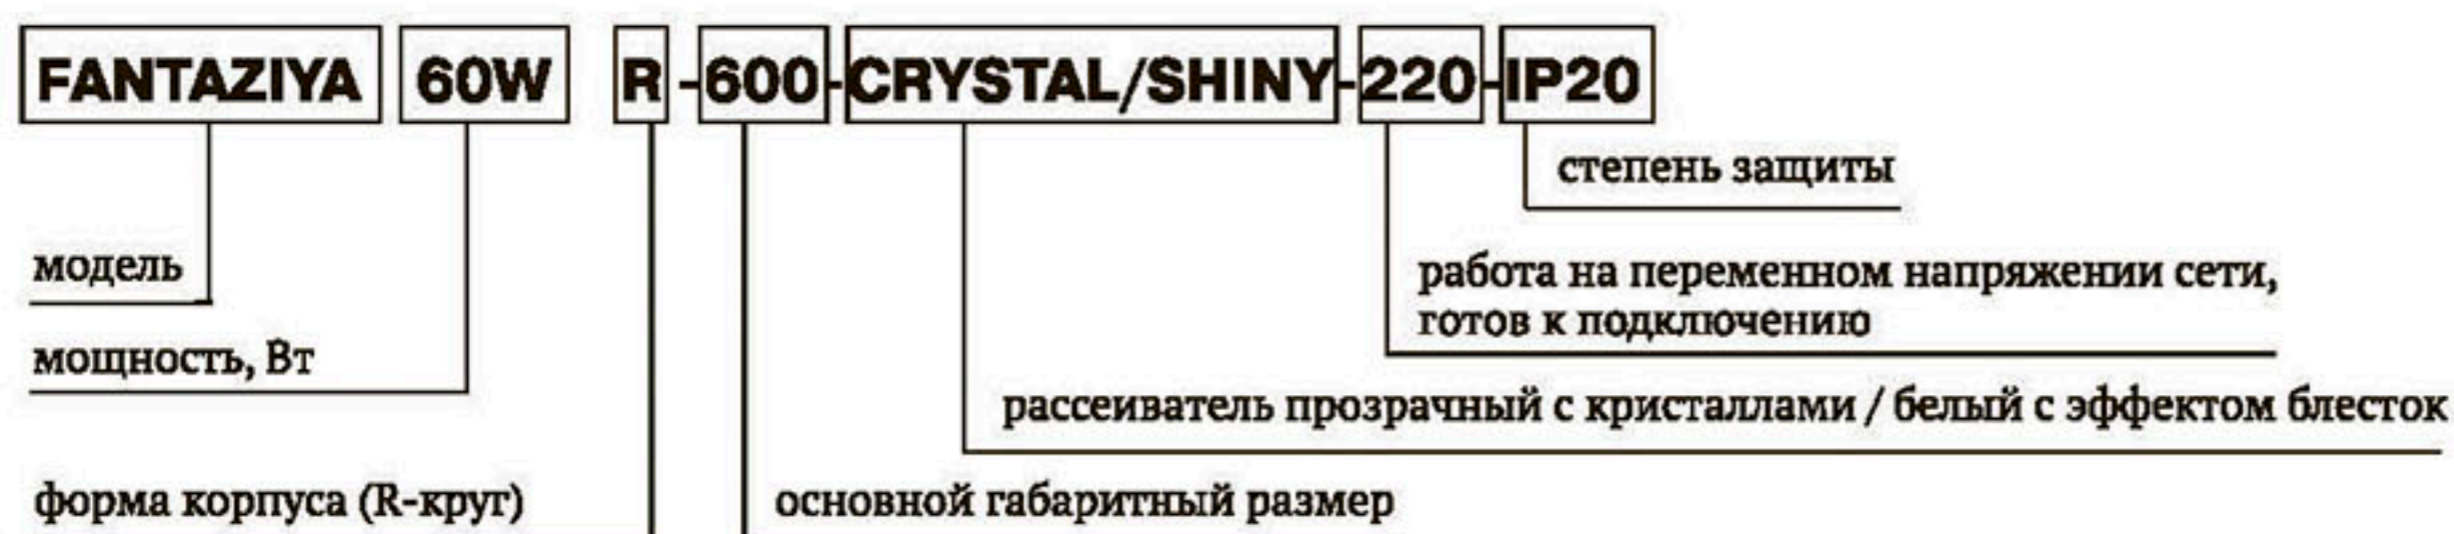 FANTAZIYA 60W R-600-CRYSTAL/SHINY-220-IP20
степень защиты
модель
работа на переменном напряжении сети,
готов к подключению
мощность, Вт
рассеиватель прозрачный с кристаллами / белый с эффектом блесток
форма корпуса (R-круг)
основной габаритный размер